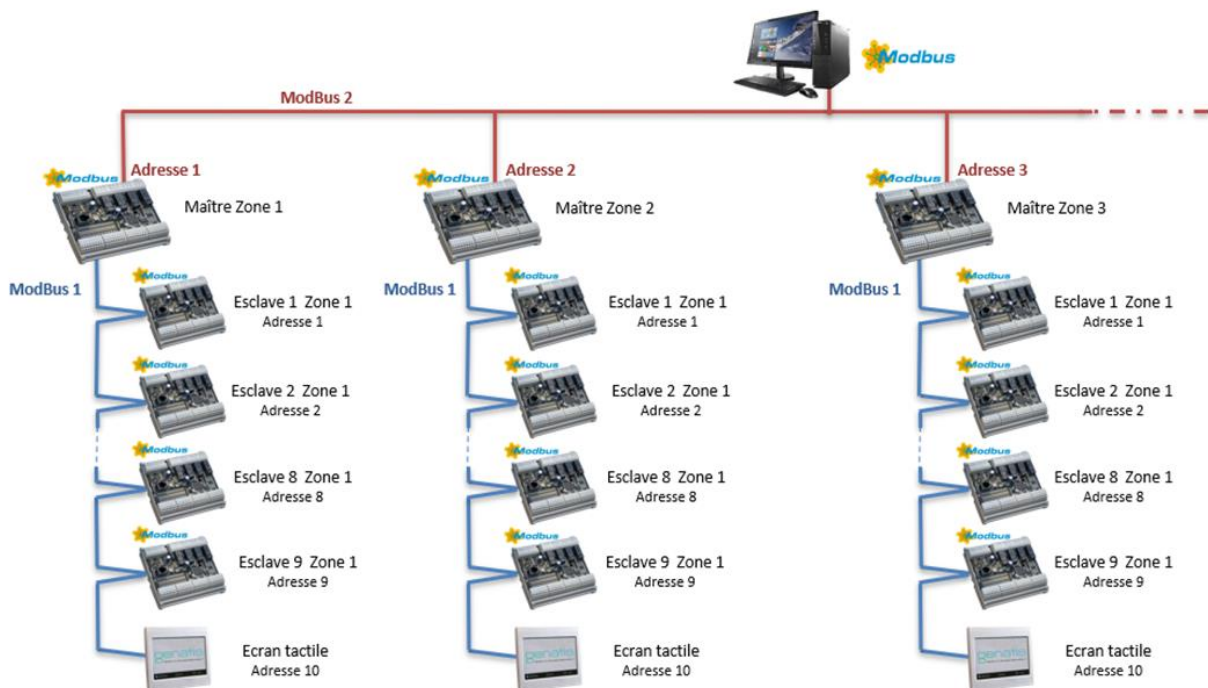 Modbus
ModBus 2
Adresse 1
Adresse 2
Adresse 3
Modbus
Modbus
Modbus
Maître Zone 1
Maître Zone 2
Maître Zone 3
ModBus 1
Modbus
Esclave 1 Zone 1
Adresse 1
Modbus
Esclave 2 Zone 1
Adresse 2
Modbus
Esclave 8 Zone 1
Adresse 8
Modbus
Esclave 9 Zone 1
Adresse 9
Ecran tactile
Adresse 10
ModBus 1
Modbus
Esclave 1 Zone 1
Adresse 1
Modbus
Esclave 2 Zone 1
Adresse 2
Modbus
Esclave 8 Zone 1
Adresse 8
Modbus
Esclave 9 Zone 1
Adresse 9
Ecran tactile
Adresse 10
ModBus 1
Modbus
Esclave 1 Zone 1
Adresse 1
Modbus
Esclave 2 Zone 1
Adresse 2
Modbus
Esclave 8 Zone 1
Adresse 8
Modbus
Esclave 9 Zone 1
Adresse 9
Ecran tactile
Adresse 10